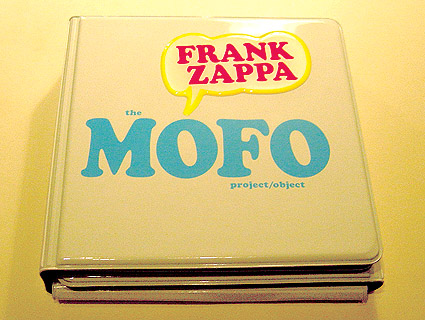 FRANK
ZAPPA
the
MOFO
project/object